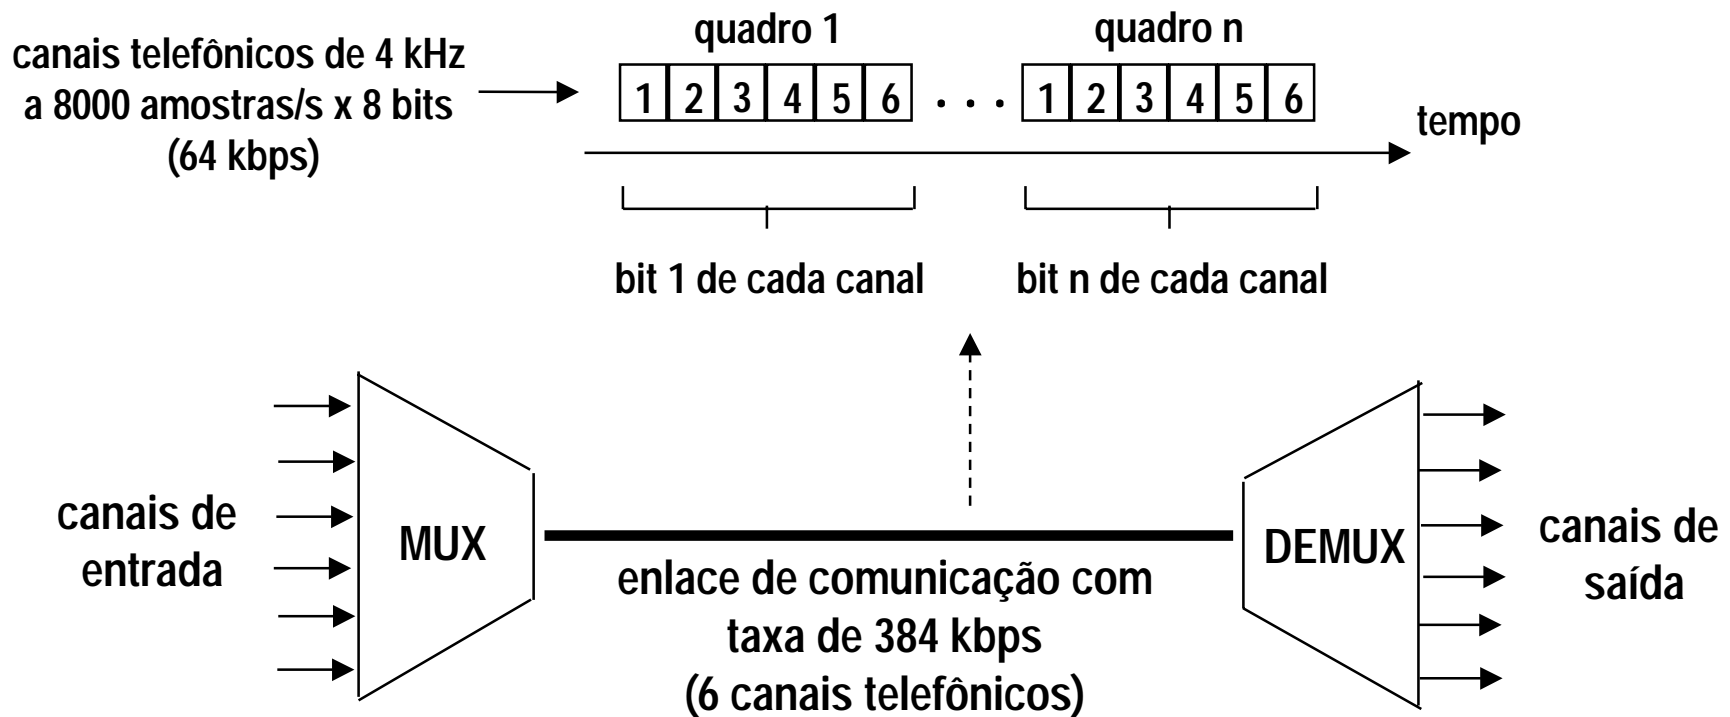 canais telefônicos de 4 kHz
a 8000 amostras/s x 8 bits
(64 kbps)
quadro 1
quadro n
1 2 3 4 5 6 . . . 1 2 3 4 5 6
tempo
bit 1 de cada canal
bit n de cada canal
canais de
entrada
MUX
enlace de comunicação com
taxa de 384 kbps
(6 canais telefônicos)
DEMUX
canais de
saída